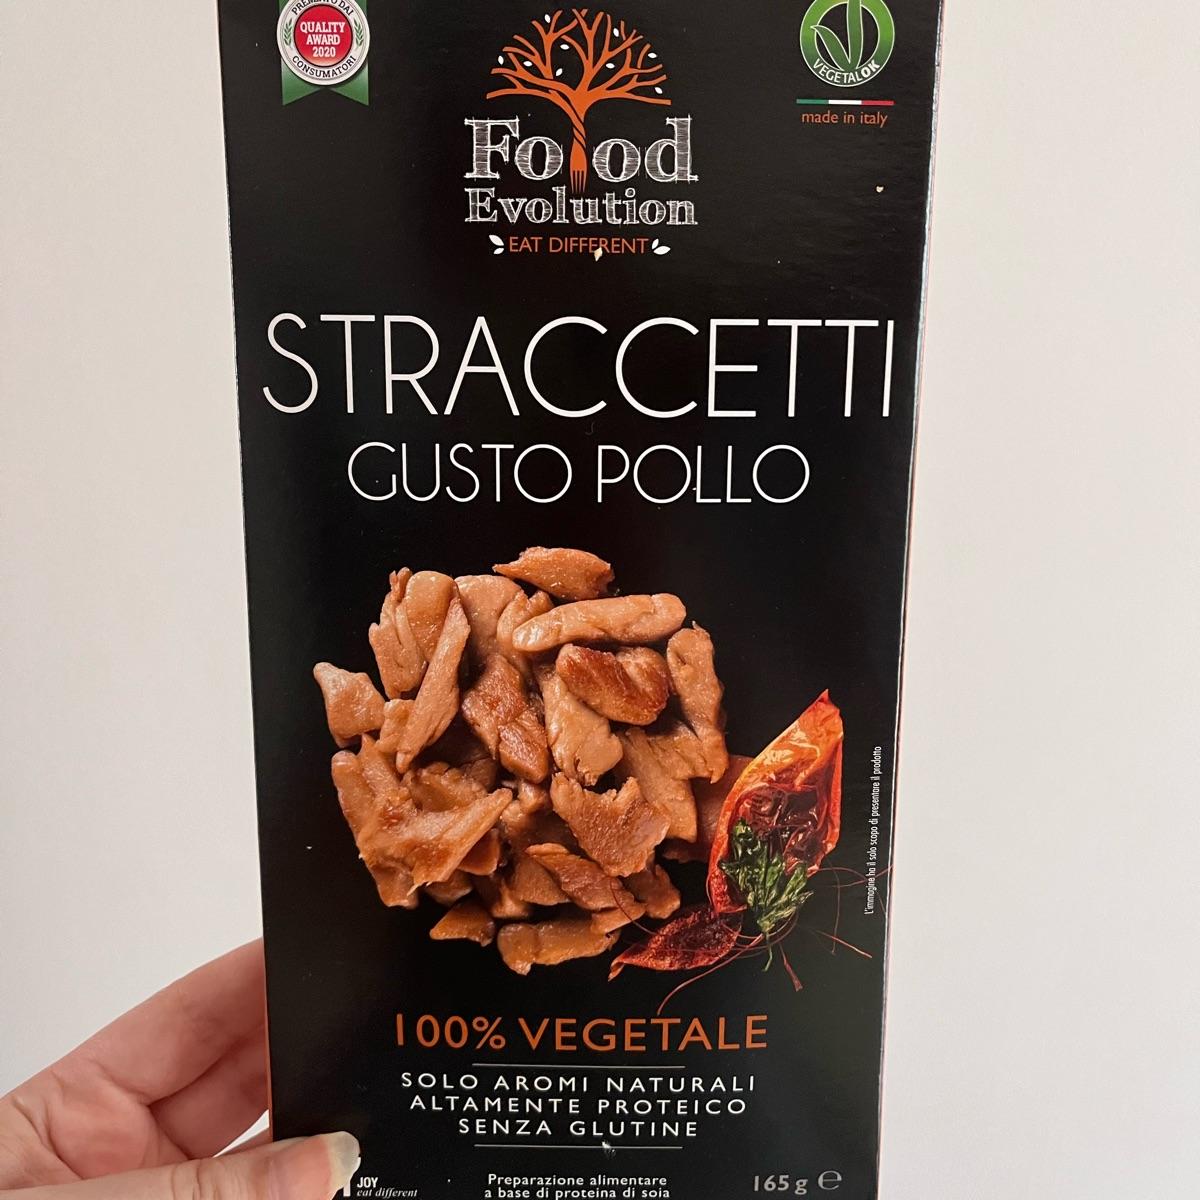 PREMIATO DAI
QUALITY
AWARD
2020
CONSUMATORI
VEGETALOK
made in italy
Food
Evolution
EAT DIFFERENT
STRACCETTI
GUSTO POLLO
L'immagine ha il solo scopo di presentare il prodotto
100% VEGETALE
SOLO AROMI NATURALI
ALTAMENTE PROTEICO
SENZA GLUTINE
JOY
eat different
Preparazione alimentare
a base di proteina di soia
165 g e